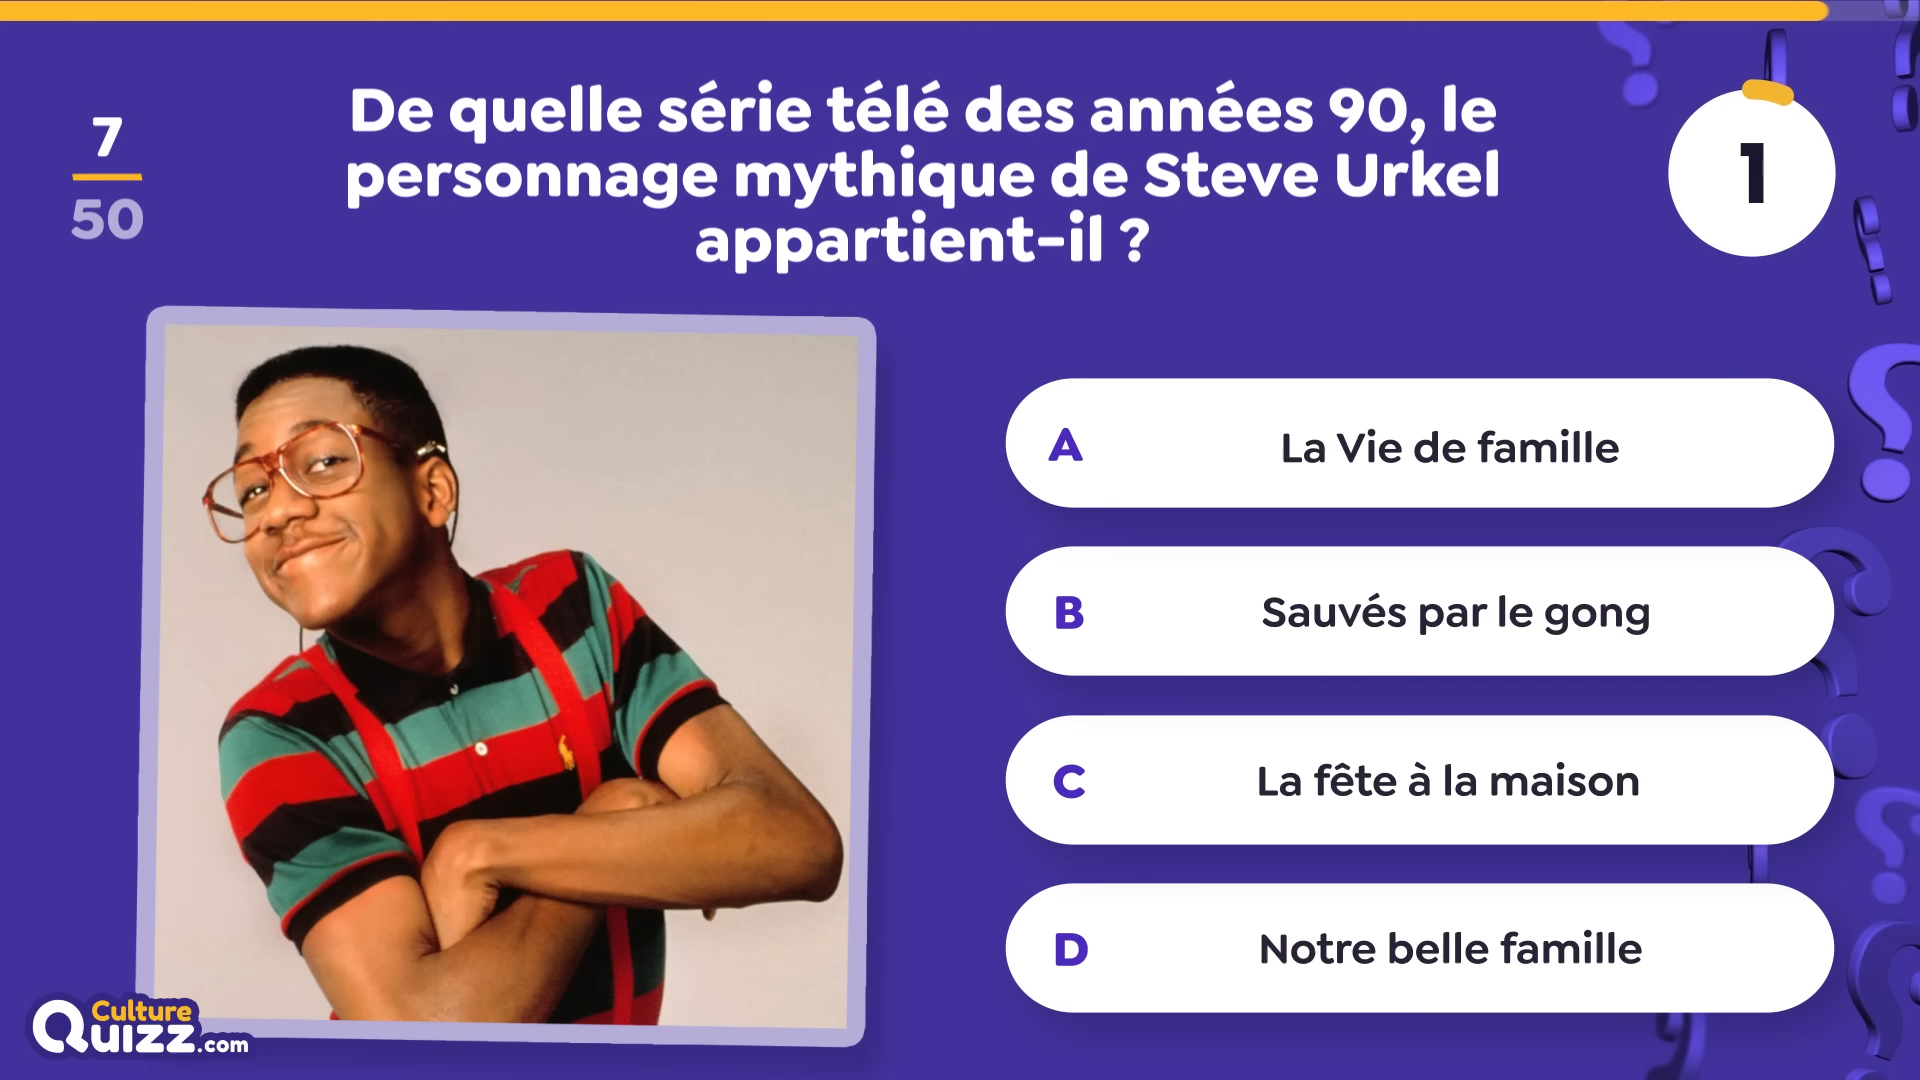 7
50
De quelle série télé des années 90, le
personnage mythique de Steve Urkel
appartient-il ?
1
A La Vie de famille
B Sauvés par le gong
C La fête à la maison
D Notre belle famille
Culture
Quizz.com